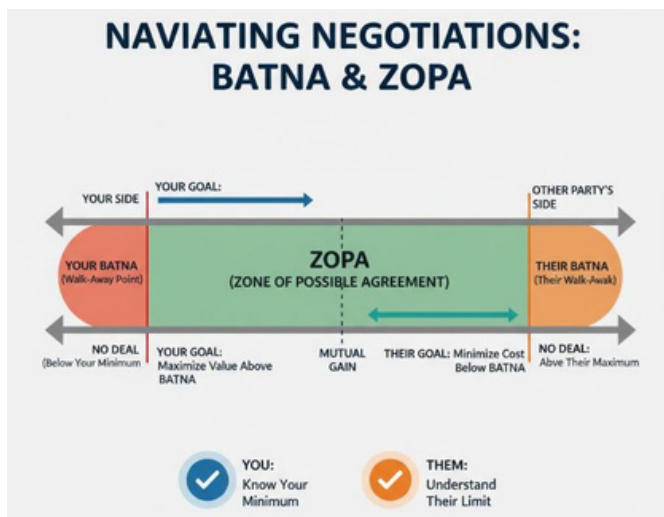 NAVIATING NEGOTIATIONS:
BATNA & ZOPA
YOUR SIDE
YOUR GOAL:
OTHER PARTY'S
SIDE
YOUR BATNA
(Walk-Away Point)
ZOPA
(ZONE OF POSSIBLE AGREEMENT)
THEIR BATNA
(Their Walk-Awak)
NO DEAL
(Below Your Minimum
YOUR GOAL:
Maximize Value Above
BATNA
MUTUAL
GAIN
THEIR GOAL: Minimize Cost
Below BATNA
NO DEAL:
Abve Their Maximum
YOU:
Know Your
Minimum
THEM:
Understand
Their Limit